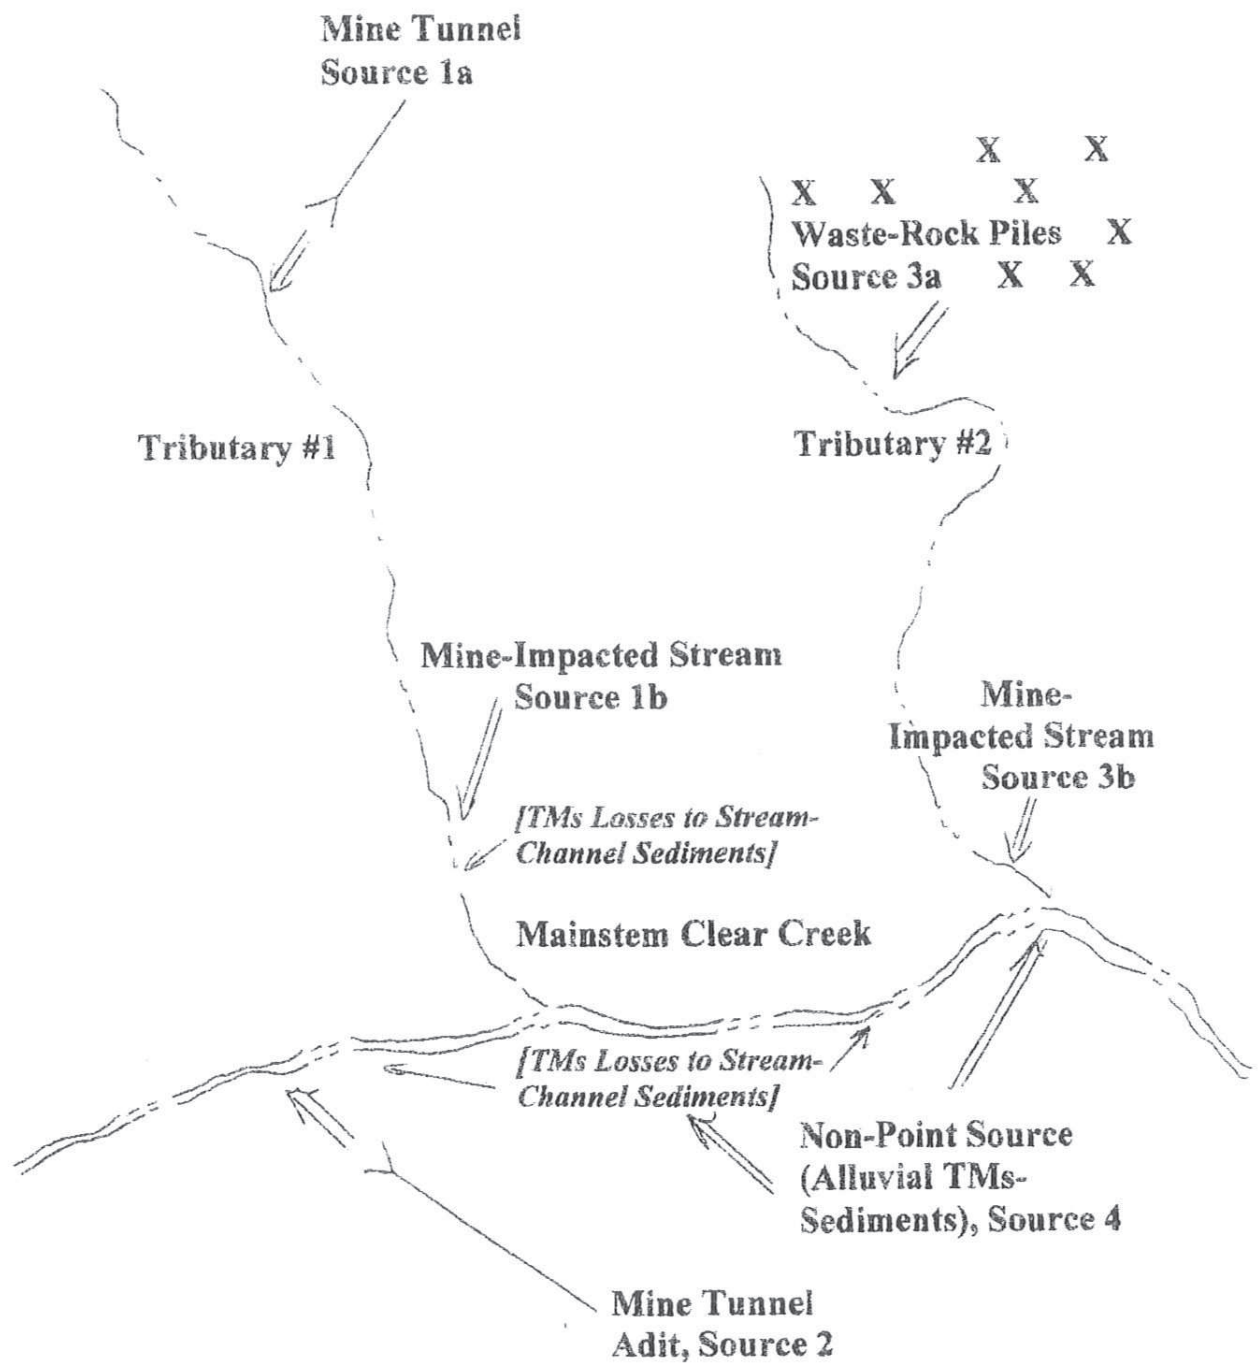 Mine Tunnel
Source 1a
X X
X X X
Waste-Rock Piles X
Source 3a X X
Tributary #1
Tributary #2
Mine-Impacted Stream
Source 1b
Mine-
Impacted Stream
Source 3b
[TMs Losses to Stream-
Channel Sediments]
Mainstem Clear Creek
[TMs Losses to Stream-
Channel Sediments]
Non-Point Source
(Alluvial TMs-
Sediments), Source 4
Mine Tunnel
Adit, Source 2